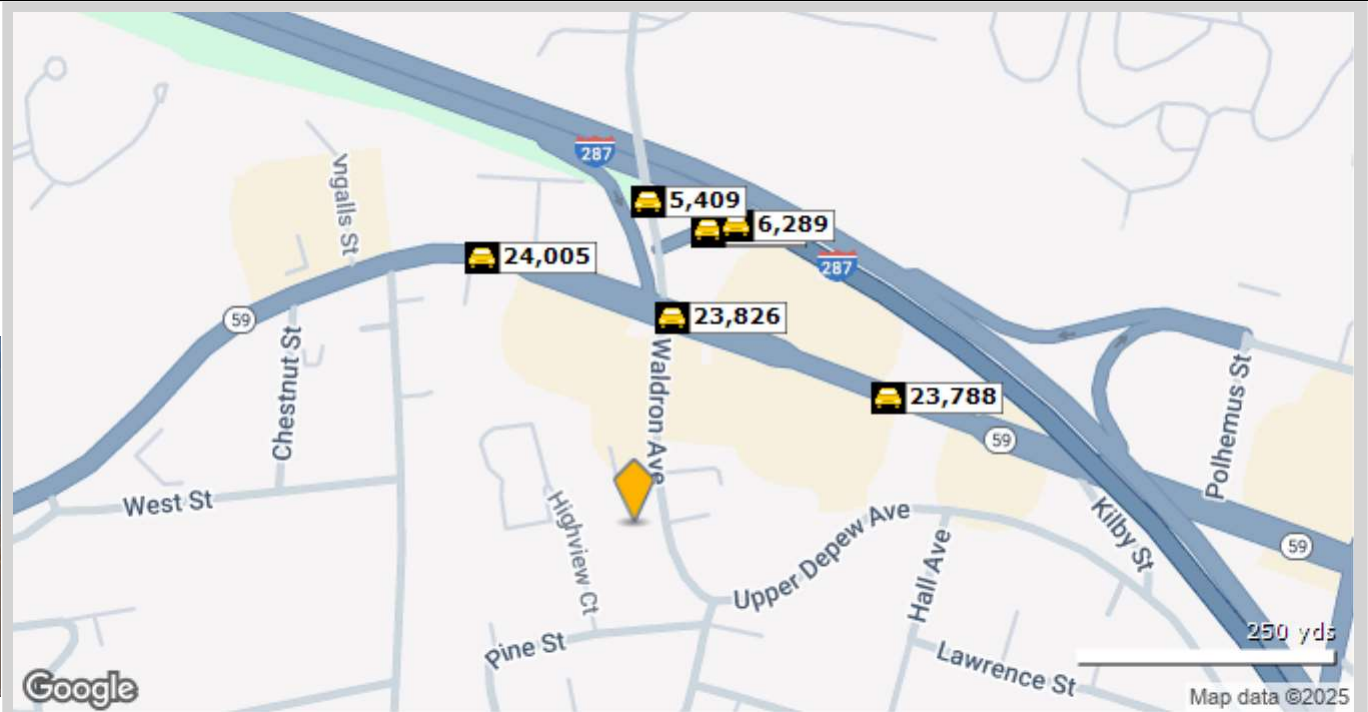 287
5,409
6,289
Vngalls St
24,005
287
59
23,826
Waldron Ave
Chestnut St
Polhemus St
23,788
59
West St
Highview Ct
Upper Depew Ave
Kilby St
Hall Ave
59
Pine St
Lawrence St
250 yds
Google
Map data ©2025